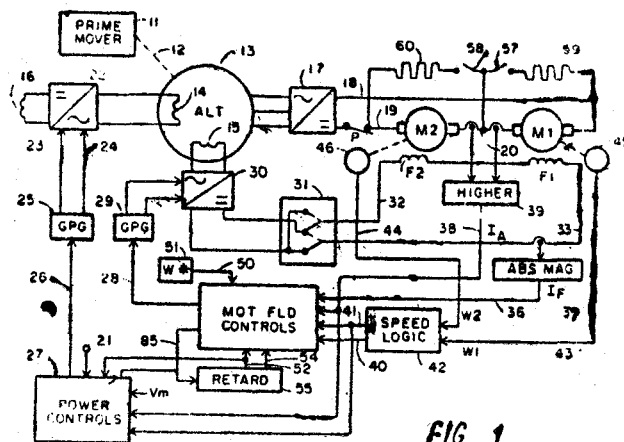 PRIME
MOVER
11
12
13
60
58
57
59
16
22
14
ALT
17
18
19
P
M2
M1
46
45
15
20
23
24
30
31
F2
F1
32
HIGHER
39
25
GPG
29
GPG
44
38
IA
33
51
W*
50
ABS MAG
IF
26
28
MOT FLD
CONTROLS
41
36
37
SPEED
LOGIC
W2
W1
43
27
21
85
54
52
40
42
RETARD
55
POWER
CONTROLS
Vm
FIG. 1